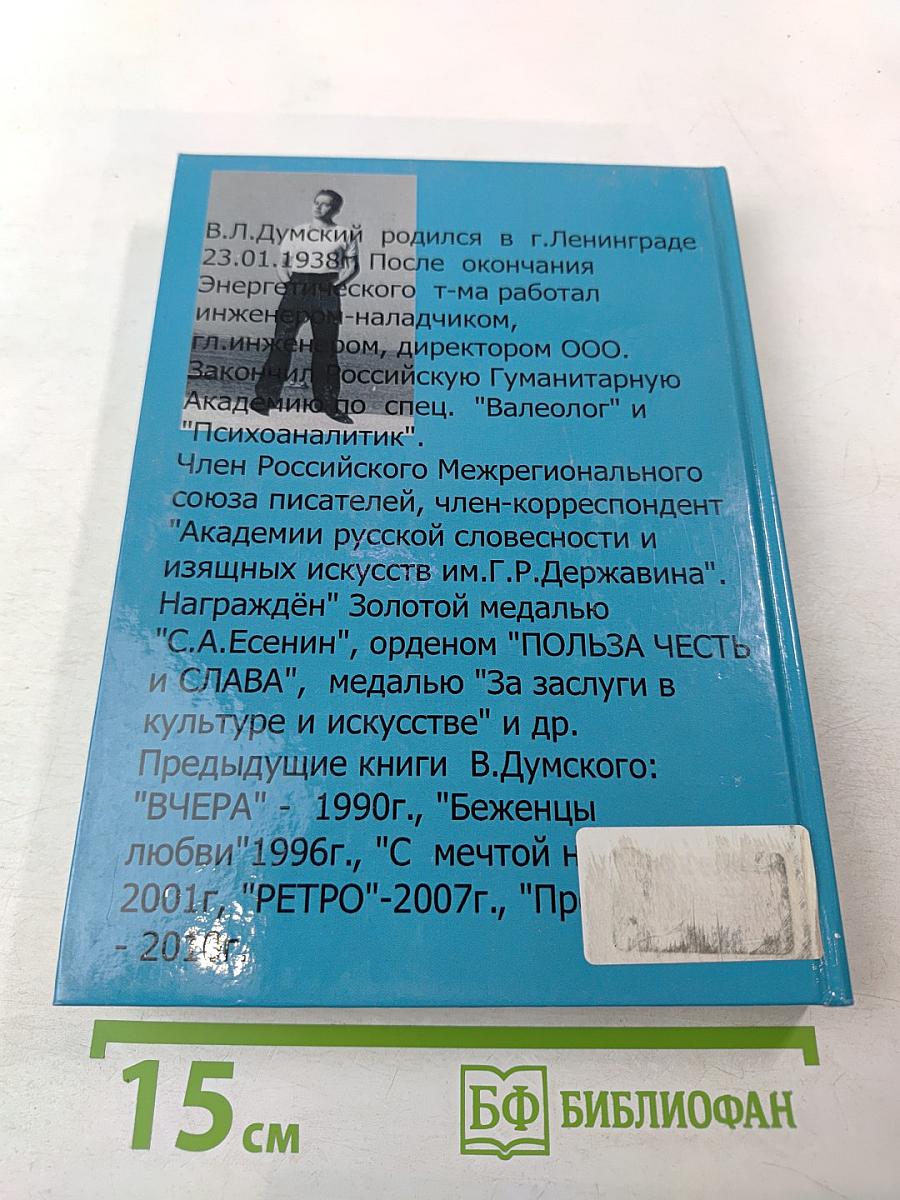 В.Л.Думский родился в г.Ленинграде
23.01.1938г. После окончания
Энергетического т-ма работал
инженером-наладчиком,
гл.инженером, директором ООО.
Закончил Российскую Гуманитарную
Академию по спец. "Валеолог" и
"Психоаналитик".
Член Российского Межрегионального
союза писателей, член-корреспондент
"Академии русской словесности и
изящных искусств им.Г.Р.Державина".
Награждён" Золотой медалью
"С.А.Есенин", орденом "ПОЛЬЗА ЧЕСТЬ
и СЛАВА", медалью "За заслуги в
культуре и искусстве" и др.
Предыдущие книги В.Думского:
"ВЧЕРА" - 1990г., "Беженцы
любви"1996г., "С мечтой
2001г, "РЕТРО"-2007г.,
- 2010г.
15 см
БФ БИБЛИОФАН